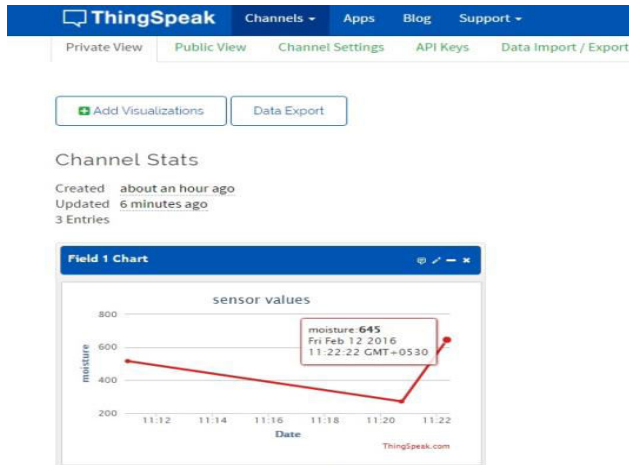 ThingSpeak Channels Apps Blog Support
Private View Public View Channel Settings API Keys Data Import / Export
Add Visualizations Data Export
Channel Stats
Created about an hour ago
Updated 6 minutes ago
3 Entries
Field 1 Chart
sensor values
moisture:645
Fri Feb 12 2016
11:22:22 GMT+0530
moisture
800
600
400
200
11:12 11:14 11:16 11:18 11:20 11:22
Date
ThingSpeak.com